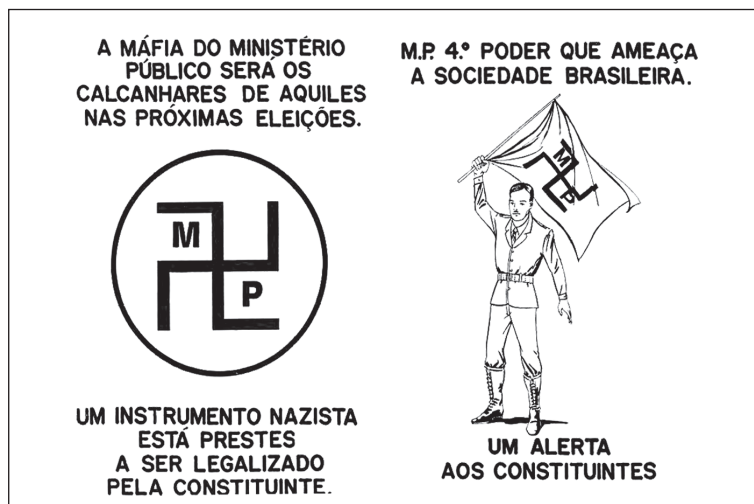 A MÁFIA DO MINISTÉRIO
PÚBLICO SERÁ OS
CALCANHARES DE AQUILES
NAS PRÓXIMAS ELEIÇÕES.
M
P
UM INSTRUMENTO NAZISTA
ESTÁ PRESTES
A SER LEGALIZADO
PELA CONSTITUINTE.
M.P. 4.º PODER QUE AMEAÇA
A SOCIEDADE BRASILEIRA.
M
P
UM ALERTA
AOS CONSTITUINTES